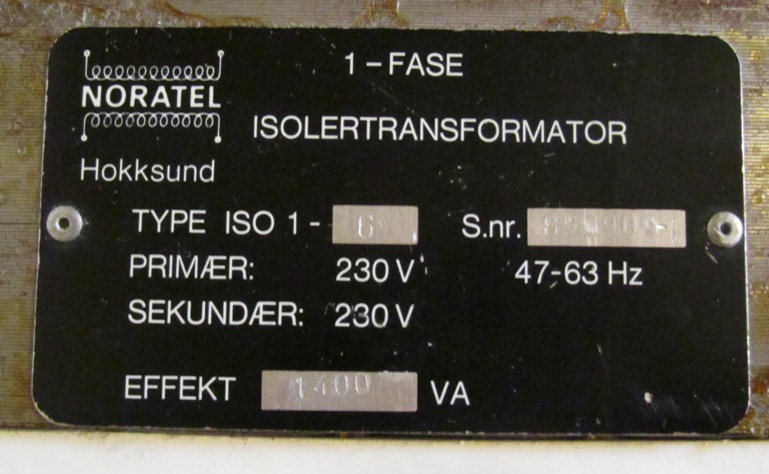 1-FASE
NORATEL
ISOLERTRANSFORMATOR
Hokksund
TYPE ISO 1- 6 S.nr.
PRIMÆR: 230 V 47-63 Hz
SEKUNDÆR: 230 V
EFFEKT 1400 VA